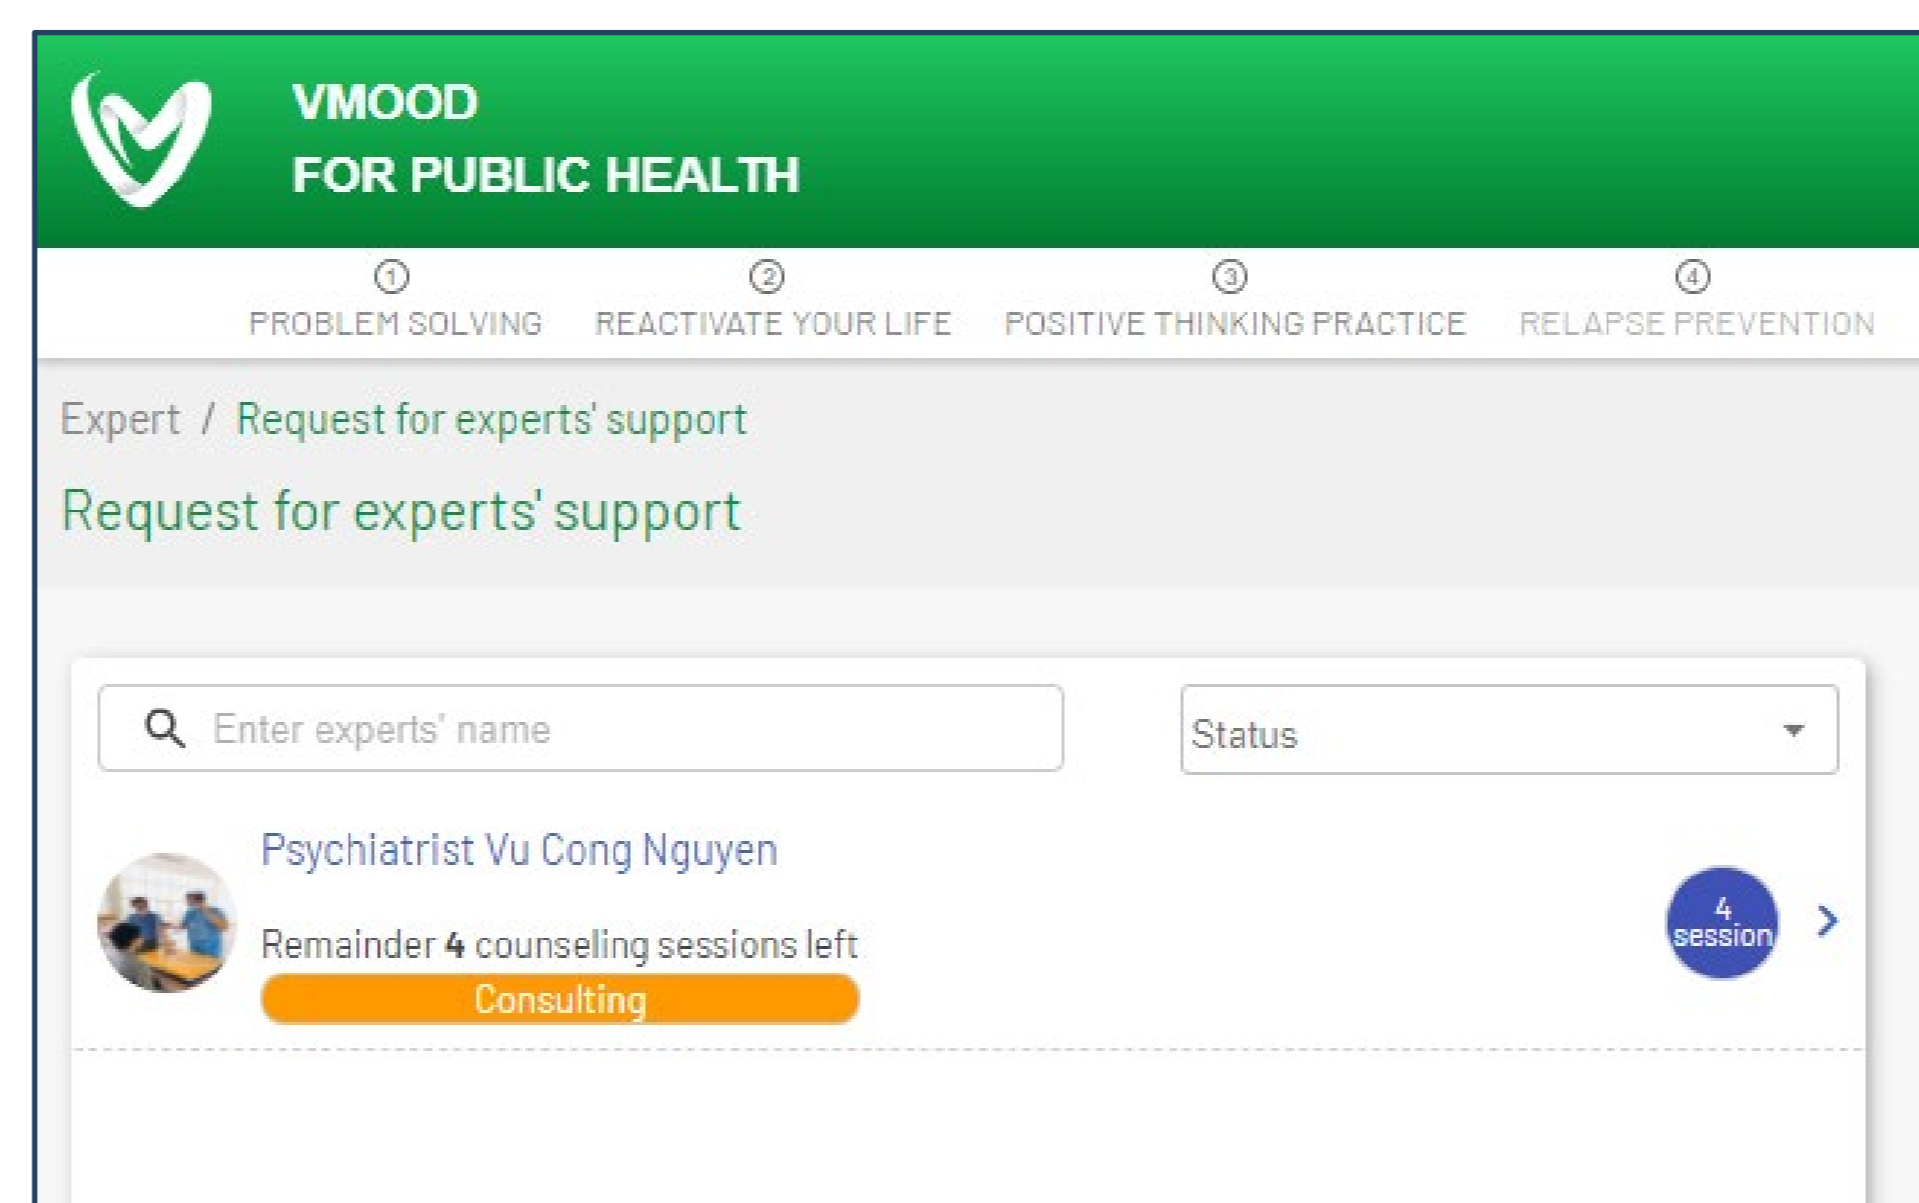 VMOOD
FOR PUBLIC HEALTH
① ② ③ ④
PROBLEM SOLVING REACTIVATE YOUR LIFE POSITIVE THINKING PRACTICE RELAPSE PREVENTION
Expert / Request for experts' support
Request for experts' support
Enter experts' name
Status
Psychiatrist Vu Cong Nguyen
Remainder 4 counseling sessions left
Consulting
4
session